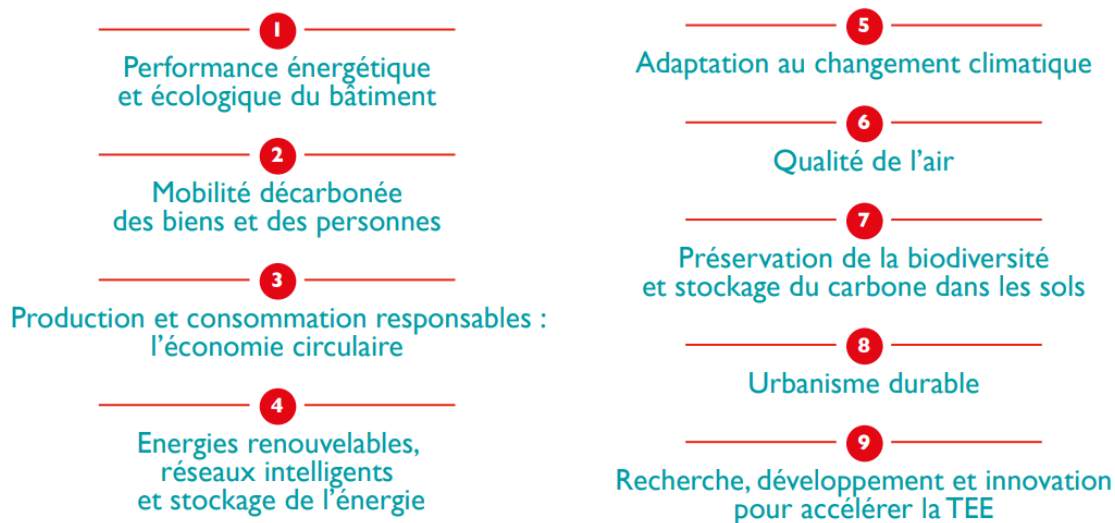 1
Performance énergétique
et écologique du bâtiment
2
Mobilité décarbonée
des biens et des personnes
3
Production et consommation responsables :
l'économie circulaire
4
Energies renouvelables,
réseaux intelligents
et stockage de l'énergie
5
Adaptation au changement climatique
6
Qualité de l'air
7
Préservation de la biodiversité
et stockage du carbone dans les sols
8
Urbanisme durable
9
Recherche, développement et innovation
pour accélérer la TEE